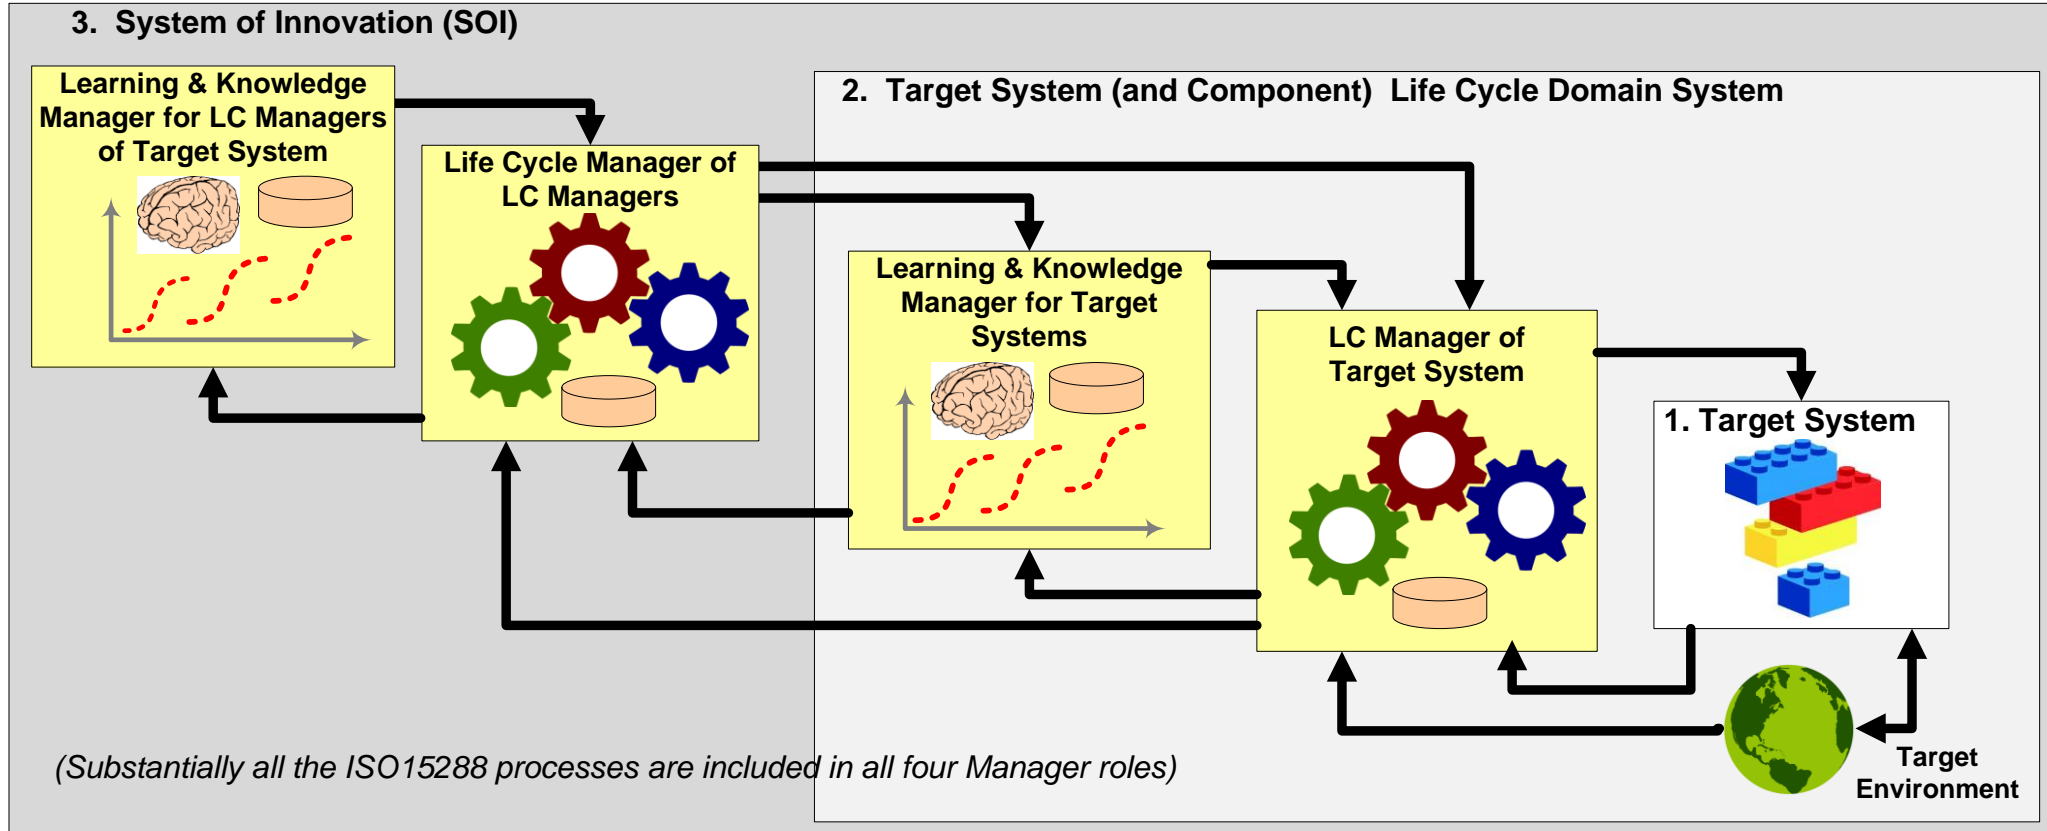 3.  System of Innovation (SOI)
Learning & Knowledge
Manager for LC Managers
of Target System
Life Cycle Manager of
LC Managers
2.  Target System (and Component)  Life Cycle Domain System
Learning & Knowledge
Manager for Target
Systems
LC Manager of
Target System
1. Target System
Target
Environment
(Substantially all the ISO15288 processes are included in all four Manager roles)